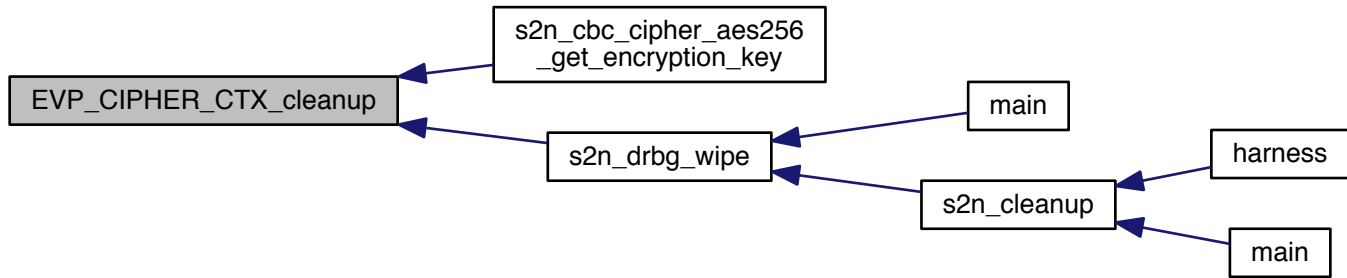 EVP_CIPHER_CTX_cleanup
s2n_cbc_cipher_aes256
_get_encryption_key
s2n_drbg_wipe
main
s2n_cleanup
harness
main